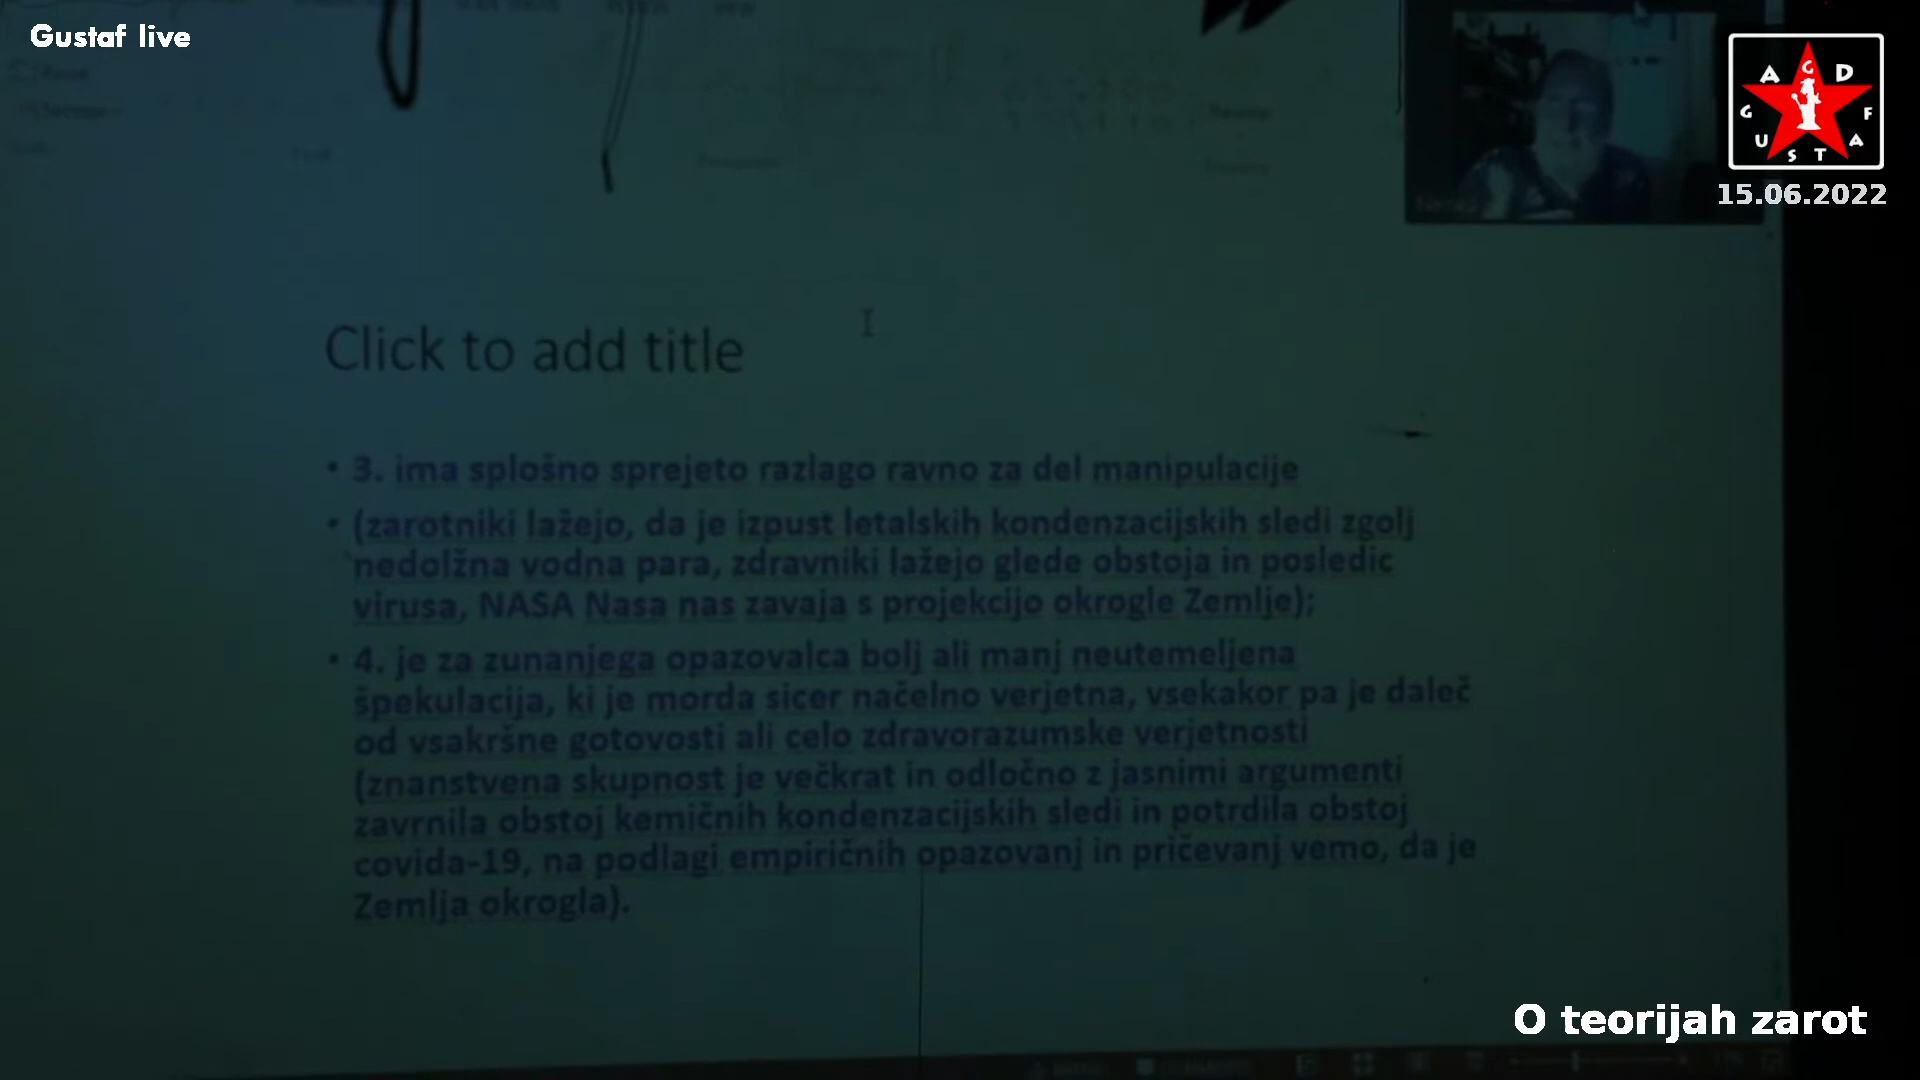 Gustaf live
A G D
G F
U S T A
15.06.2022
Click to add title
• 3. ima splošno sprejeto razlago ravno za del manipulacije
• (zarotniki lažejo, da je izpust letalskih kondenzacijskih sledi zgolj
nedolžna vodna para, zdravniki lažejo glede obstoja in posledic
virusa, NASA Nasa nas zavaja s projekcijo okrogle Zemlje);
• 4. je za zunanjega opazovalca bolj ali manj neutemeljena
špekulacija, ki je morda sicer načelno verjetna, vsekakor pa je daleč
od vsakršne gotovosti ali celo zdravorazumske verjetnosti
(znanstvena skupnost je večkrat in odločno z jasnimi argumenti
zavrnila obstoj kemičnih kondenzacijskih sledi in potrdila obstoj
covida-19, na podlagi empiričnih opazovanj in pričevanj vemo, da je
Zemlja okrogla).
O teorijah zarot